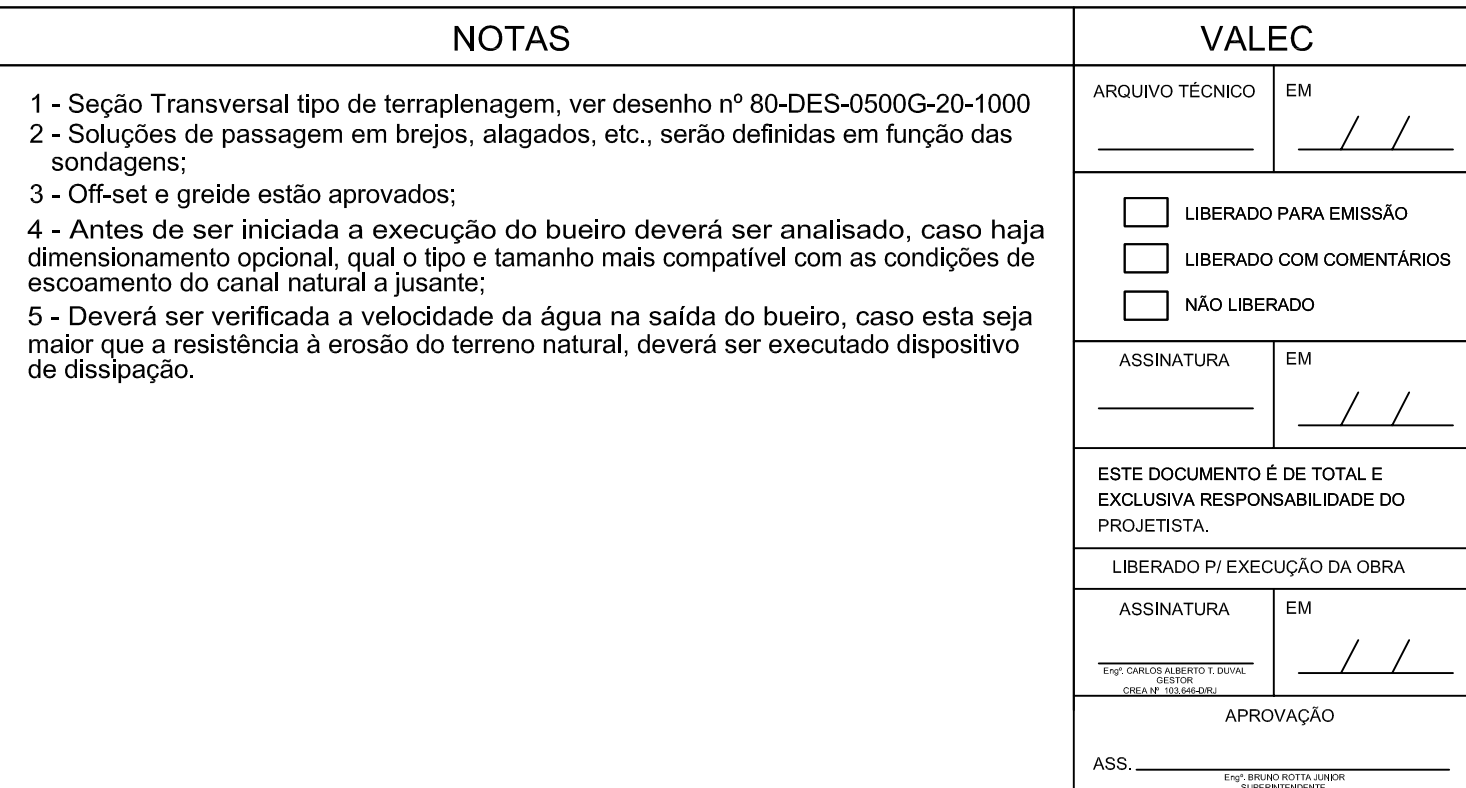 NOTAS
1 - Seção Transversal tipo de terraplenagem, ver desenho nº 80-DES-0500G-20-1000
2 - Soluções de passagem em brejos, alagados, etc., serão definidas em função das
sondagens;
3 - Off-set e greide estão aprovados;
4 - Antes de ser iniciada a execução do bueiro deverá ser analisado, caso haja
dimensionamento opcional, qual o tipo e tamanho mais compatível com as condições de
escoamento do canal natural a jusante;
5 - Deverá ser verificada a velocidade da água na saída do bueiro, caso esta seja
maior que a resistência à erosão do terreno natural, deverá ser executado dispositivo
de dissipação.
VALEC
ARQUIVO TÉCNICO
EM
/ /
LIBERADO PARA EMISSÃO
LIBERADO COM COMENTÁRIOS
NÃO LIBERADO
ASSINATURA
EM
/ /
ESTE DOCUMENTO É DE TOTAL E
EXCLUSIVA RESPONSABILIDADE DO
PROJETISTA.
LIBERADO P/ EXECUÇÃO DA OBRA
ASSINATURA
EM
/ /
Engº. CARLOS ALBERTO T. DUVAL
GESTOR
CREA Nº 103.646-D/RJ
APROVAÇÃO
ASS.
Engº. BRUNO ROTTA JUNIOR
SUPERINTENDENTE